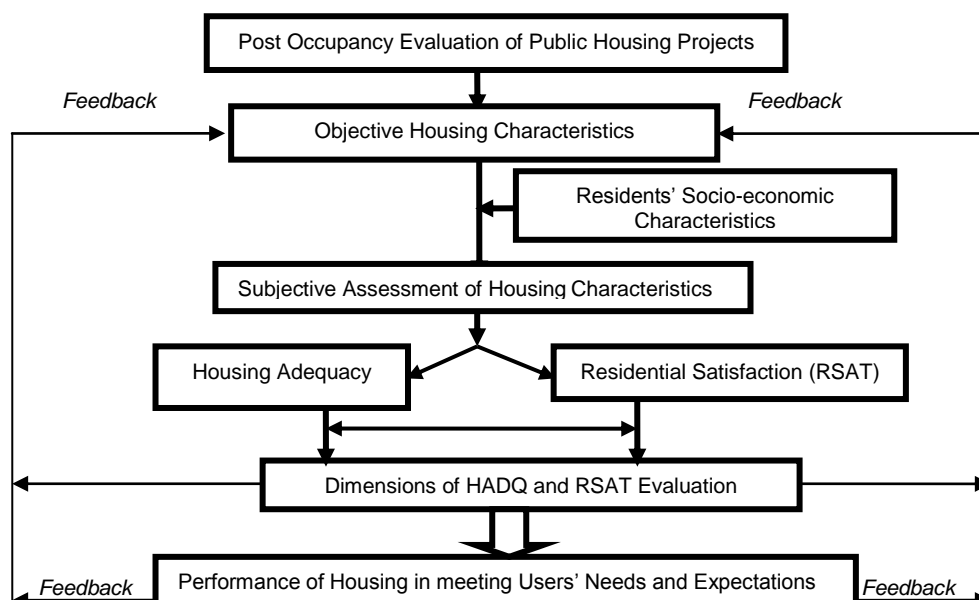 Post Occupancy Evaluation of Public Housing Projects
Feedback
Feedback
Objective Housing Characteristics
Residents' Socio-economic
Characteristics
Subjective Assessment of Housing Characteristics
Housing Adequacy
Residential Satisfaction (RSAT)
Dimensions of HADQ and RSAT Evaluation
Feedback
Performance of Housing in meeting Users' Needs and Expectations
Feedback